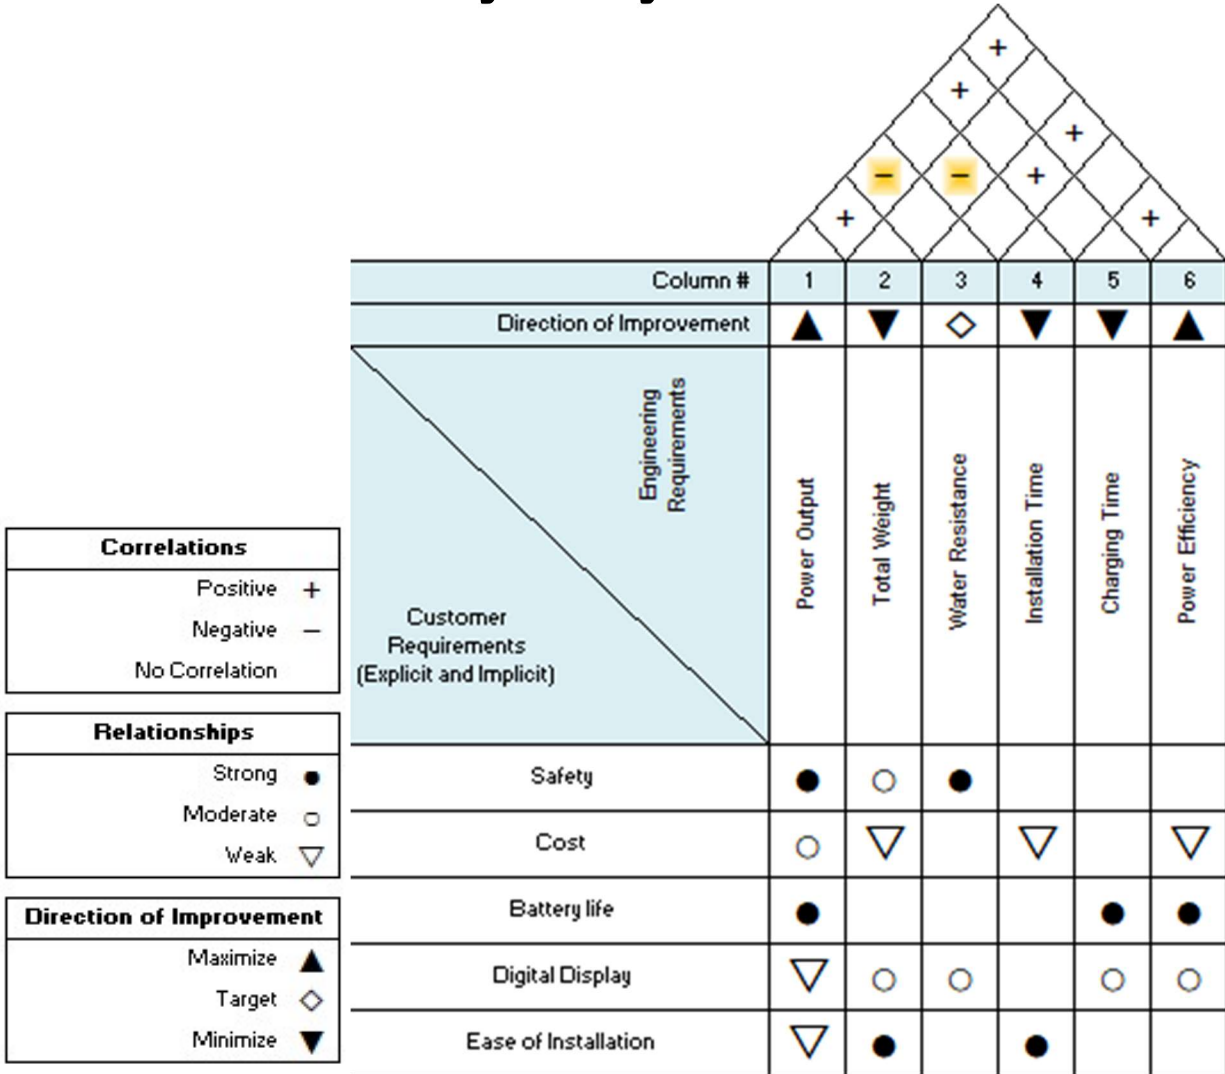 +
+
+
− − +
+ +
Column # 1 2 3 4 5 6
Direction of Improvement ▲ ▼ ◇ ▼ ▼ ▲
Engineering
Requirements
Customer
Requirements
(Explicit and Implicit)
Power Output
Total Weight
Water Resistance
Installation Time
Charging Time
Power Efficiency
Safety ● ○ ●
Cost ○ ▽ ▽ ▽
Battery life ● ● ●
Digital Display ▽ ○ ○ ○ ○
Ease of Installation ▽ ● ●
Correlations
Positive +
Negative −
No Correlation
Relationships
Strong ●
Moderate ○
Weak ▽
Direction of Improvement
Maximize ▲
Target ◇
Minimize ▼